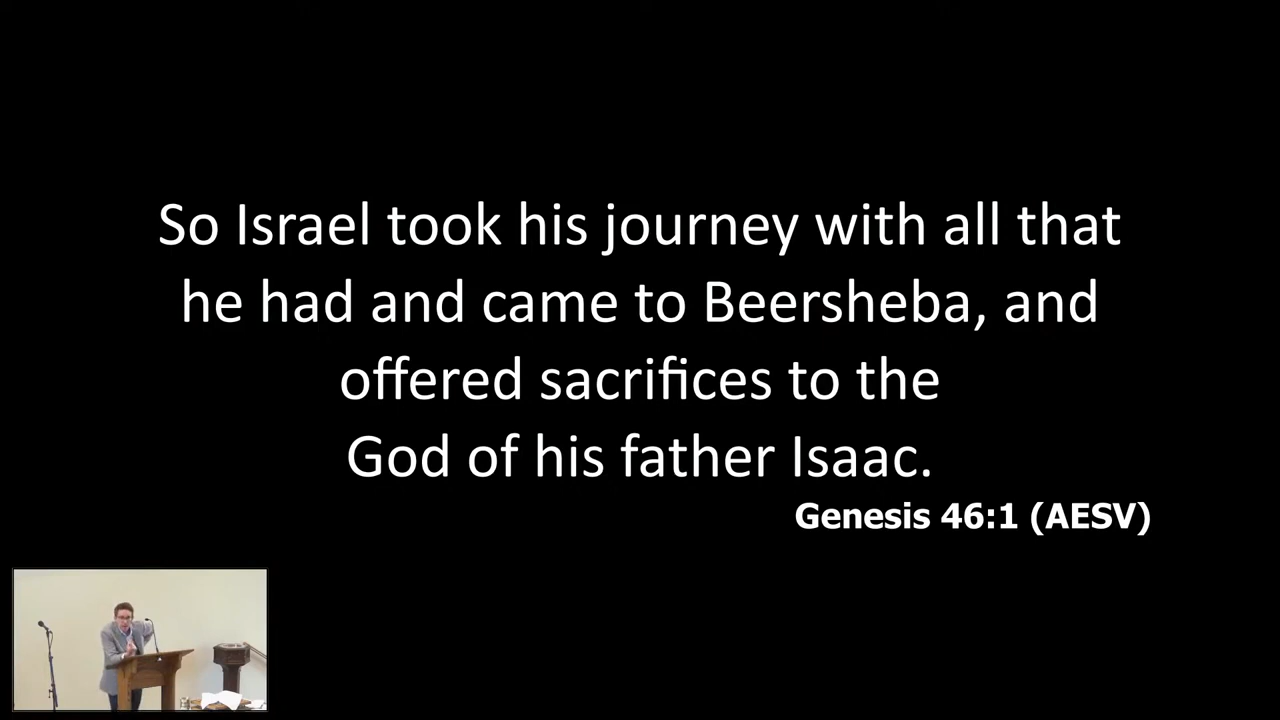 So Israel took his journey with all that
he had and came to Beersheba, and
offered sacrifices to the
God of his father Isaac.
Genesis 46:1 (AESV)